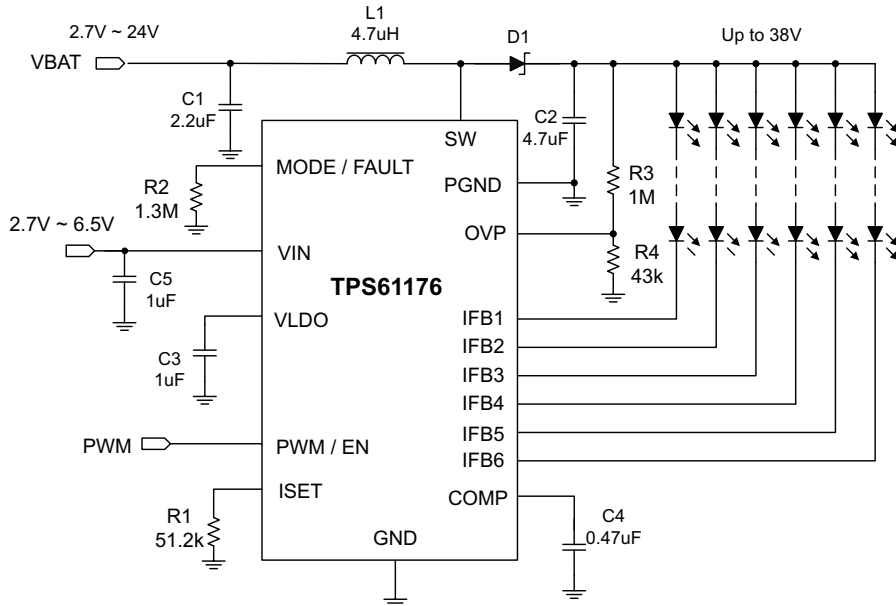 L1
2.7V ~ 24V
4.7uH
D1
Up to 38V
VBAT
C1
2.2uF
C2
4.7uF
SW
MODE / FAULT
R2
1.3M
PGND
R3
1M
2.7V ~ 6.5V
OVP
VIN
R4
43k
C5
1uF
TPS61176
VLDO
IFB1
IFB2
C3
1uF
IFB3
IFB4
IFB5
PWM
PWM / EN
IFB6
ISET
COMP
R1
51.2k
C4
0.47uF
GND